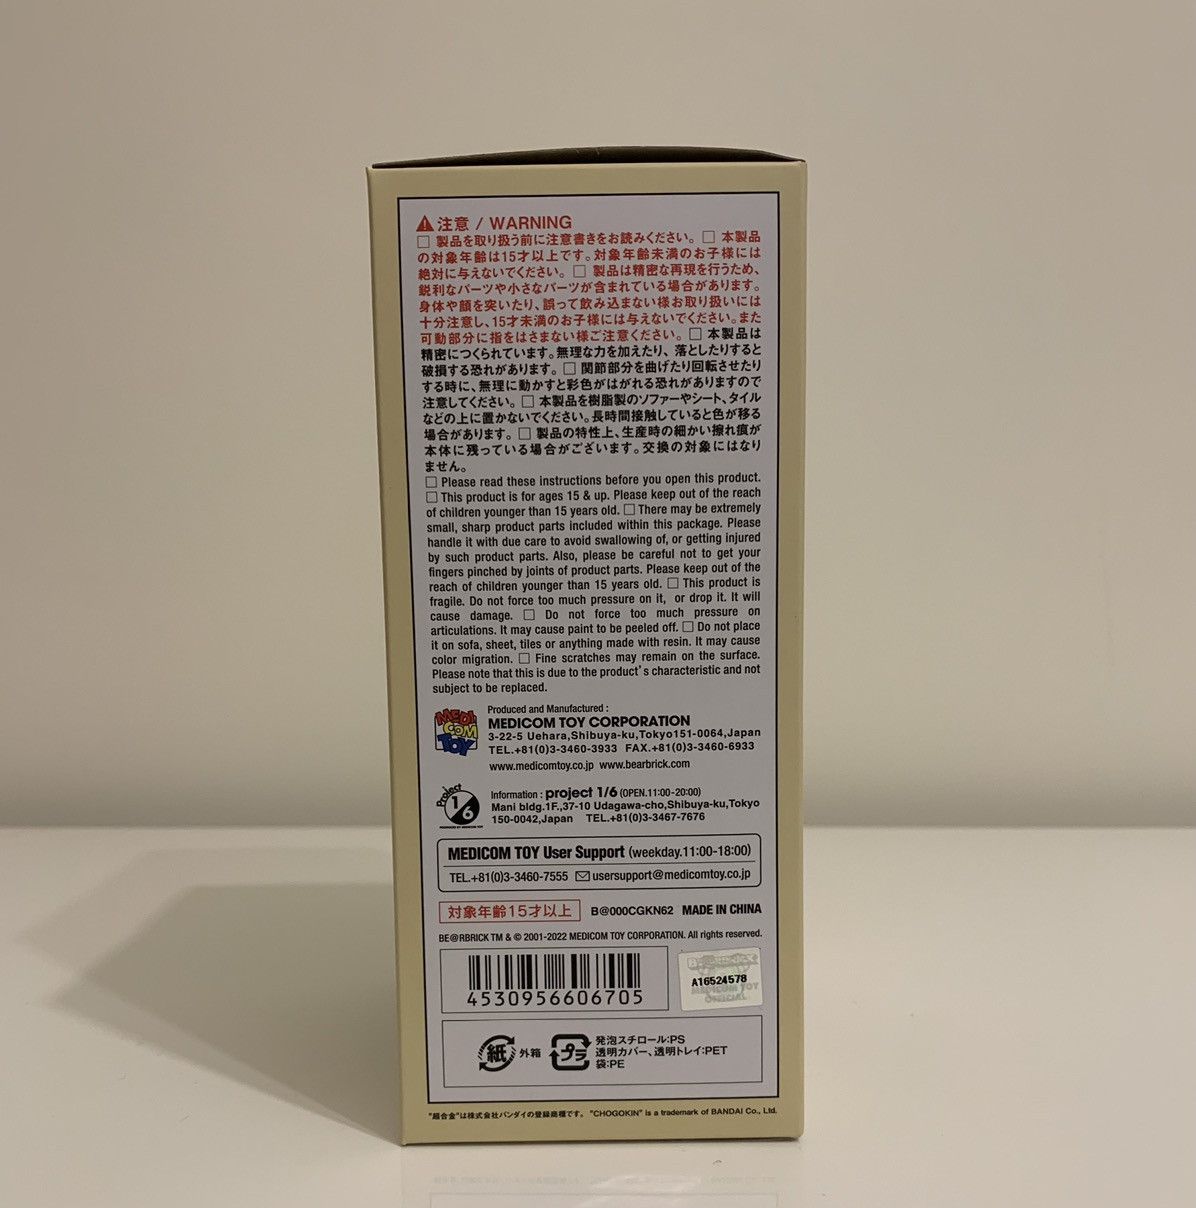 注意 / WARNING
□ 製品を取り扱う前に注意書きをお読みください。 □ 本製品
の対象年齢は15才以上です。対象年齢未満のお子様には
絶対に与えないでください。 □ 製品は精密な再現を行うため、
鋭利なパーツや小さなパーツが含まれている場合があります。
身体や顔を突いたり、誤って飲み込まない様お取り扱いには
十分注意し、15才未満のお子様には与えないでください。また
可動部分に指をはさまない様ご注意ください。 □ 本製品は
精密につくられています。無理な力を加えたり、落としたりすると
破損する恐れがあります。 □ 関節部分を曲げたり回転させたり
する時に、無理に動かすと彩色がはがれる恐れがありますので
注意してください。 □ 本製品を樹脂製のソファーやシート、タイル
などの上に置かないでください。長時間接触していると色が移る
場合があります。 □ 製品の特性上、生産時の細かい擦れ痕が
本体に残っている場合がございます。交換の対象にはなり
ません。
□ Please read these instructions before you open this product.
□ This product is for ages 15 & up. Please keep out of the reach
of children younger than 15 years old. □ There may be extremely
small, sharp product parts included within this package. Please
handle it with due care to avoid swallowing of, or getting injured
by such product parts. Also, please be careful not to get your
fingers pinched by joints of product parts. Please keep out of the
reach of children younger than 15 years old. □ This product is
fragile. Do not force too much pressure on it, or drop it. It will
cause damage. □ Do not force too much pressure on
articulations. It may cause paint to be peeled off. □ Do not place
it on sofa, sheet, tiles or anything made with resin. It may cause
color migration. □ Fine scratches may remain on the surface.
Please note that this is due to the product's characteristic and not
subject to be replaced.
MEDI
COM
TOY
Produced and Manufactured :
MEDICOM TOY CORPORATION
3-22-5 Uehara,Shibuya-ku,Tokyo151-0064,Japan
TEL.+81(0)3-3460-3933 FAX.+81(0)3-3460-6933
www.medicomtoy.co.jp www.bearbrick.com
Project
1/6
PRODUCED BY MEDICOM TOY
Information : project 1/6 (OPEN.11:00-20:00)
Mani bldg.1F.,37-10 Udagawa-cho,Shibuya-ku,Tokyo
150-0042,Japan TEL.+81(0)3-3467-7676
MEDICOM TOY User Support (weekday.11:00-18:00)
TEL.+81(0)3-3460-7555 usersupport@medicomtoy.co.jp
対象年齢15才以上 B@000CGKN62 MADE IN CHINA
BE@RBRICK TM & © 2001-2022 MEDICOM TOY CORPORATION. All rights reserved.
4530956606705
A16524578
MEDICOM TOY
OFFICIAL
紙 外箱 プラ
発泡スチロール:PS
透明カバー、透明トレイ:PET
袋:PE
"超合金"は株式会社バンダイの登録商標です。 "CHOGOKIN" is a trademark of BANDAI Co., Ltd.